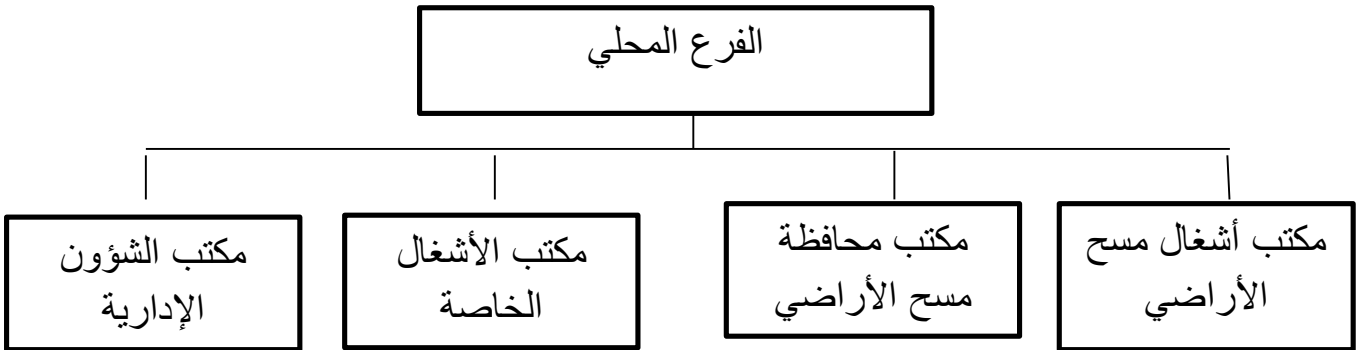 الفرع المحلي
مكتب أشغال مسح
الأراضي
مكتب محافظة
مسح الأراضي
مكتب الأشغال
الخاصة
مكتب الشؤون
الإدارية